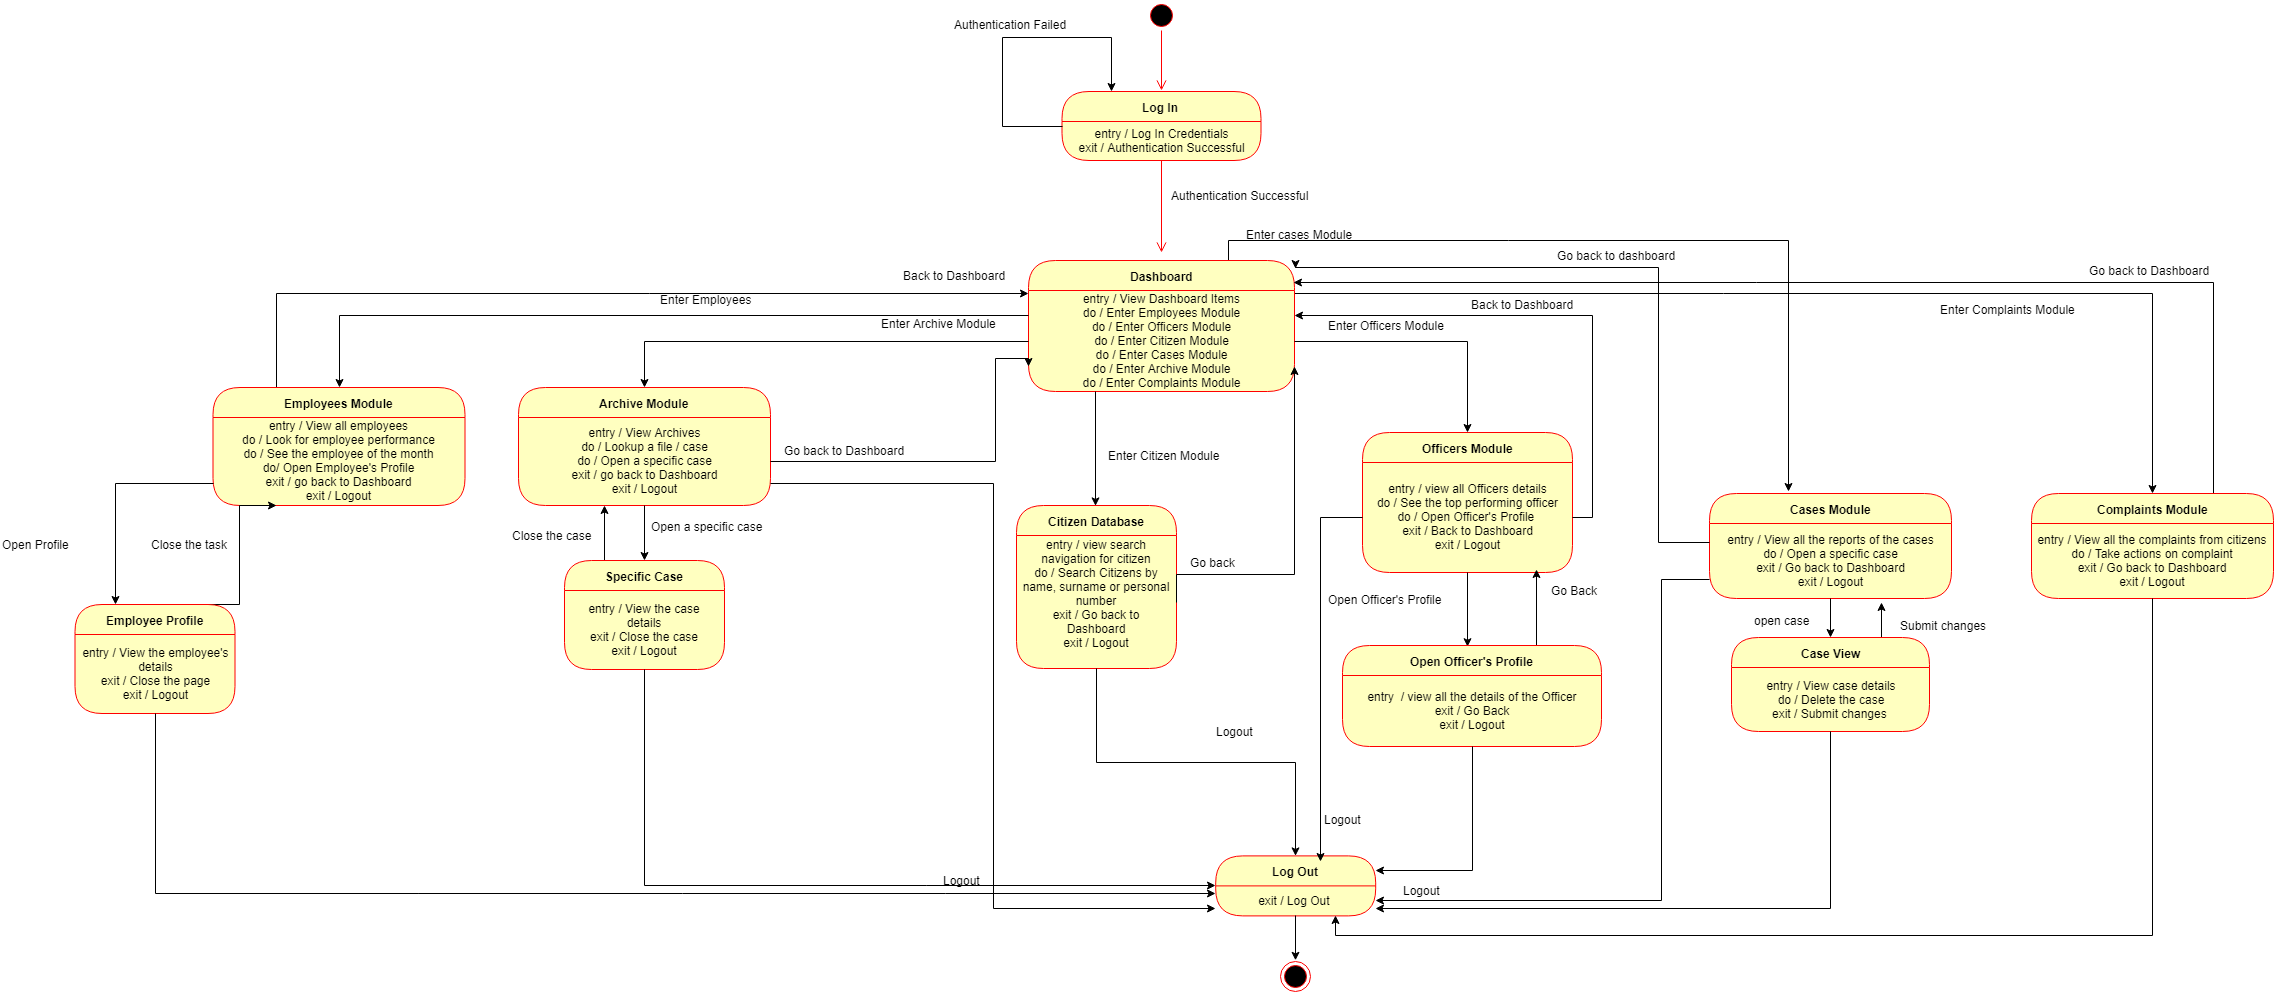 Authentication Failed
Log In
entry / Log In Credentials
exit / Authentication Successful
Authentication Successful
Enter cases Module
Go back to dashboard
Back to Dashboard
Dashboard
Go back to Dashboard
entry / View Dashboard Items
do / Enter Employees Module
do / Enter Officers Module
do / Enter Citizen Module
do / Enter Cases Module
do / Enter Archive Module
do / Enter Complaints Module
Enter Employees
Enter Archive Module
Back to Dashboard
Enter Officers Module
Enter Complaints Module
Employees Module
entry / View all employees
do / Look for employee performance
do / See the employee of the month
do/ Open Employee's Profile
exit / go back to Dashboard
exit / Logout
Archive Module
entry / View Archives
do / Lookup a file / case
do / Open a specific case
exit / go back to Dashboard
exit / Logout
Go back to Dashboard
Enter Citizen Module
Officers Module
entry / view all Officers details
do / See the top performing officer
do / Open Officer's Profile
exit / Back to Dashboard
exit / Logout
Cases Module
entry / View all the reports of the cases
do / Open a specific case
exit / Go back to Dashboard
exit / Logout
Complaints Module
entry / View all the complaints from citizens
do / Take actions on complaint
exit / Go back to Dashboard
exit / Logout
Open Profile
Close the task
Close the case
Open a specific case
Citizen Database
entry / view search
navigation for citizen
do / Search Citizens by
name, surname or personal
number
exit / Go back to
Dashboard
exit / Logout
Go back
Open Officer's Profile
Go Back
open case
Submit changes
Employee Profile
entry / View the employee's
details
exit / Close the page
exit / Logout
Specific Case
entry / View the case
details
exit / Close the case
exit / Logout
Open Officer's Profile
entry  / view all the details of the Officer
exit / Go Back
exit / Logout
Case View
entry / View case details
do / Delete the case
exit / Submit changes
Logout
Logout
Logout
Log Out
exit / Log Out
Logout